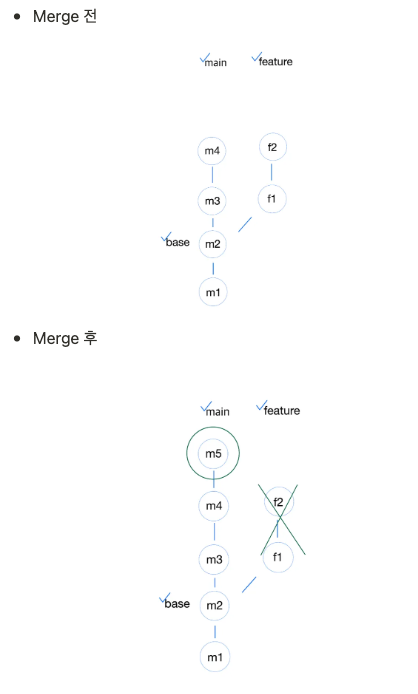 • Merge 전
main feature
m4 f2
m3 f1
base m2
m1
• Merge 후
main feature
m5
m4 f2
m3 f1
base m2
m1